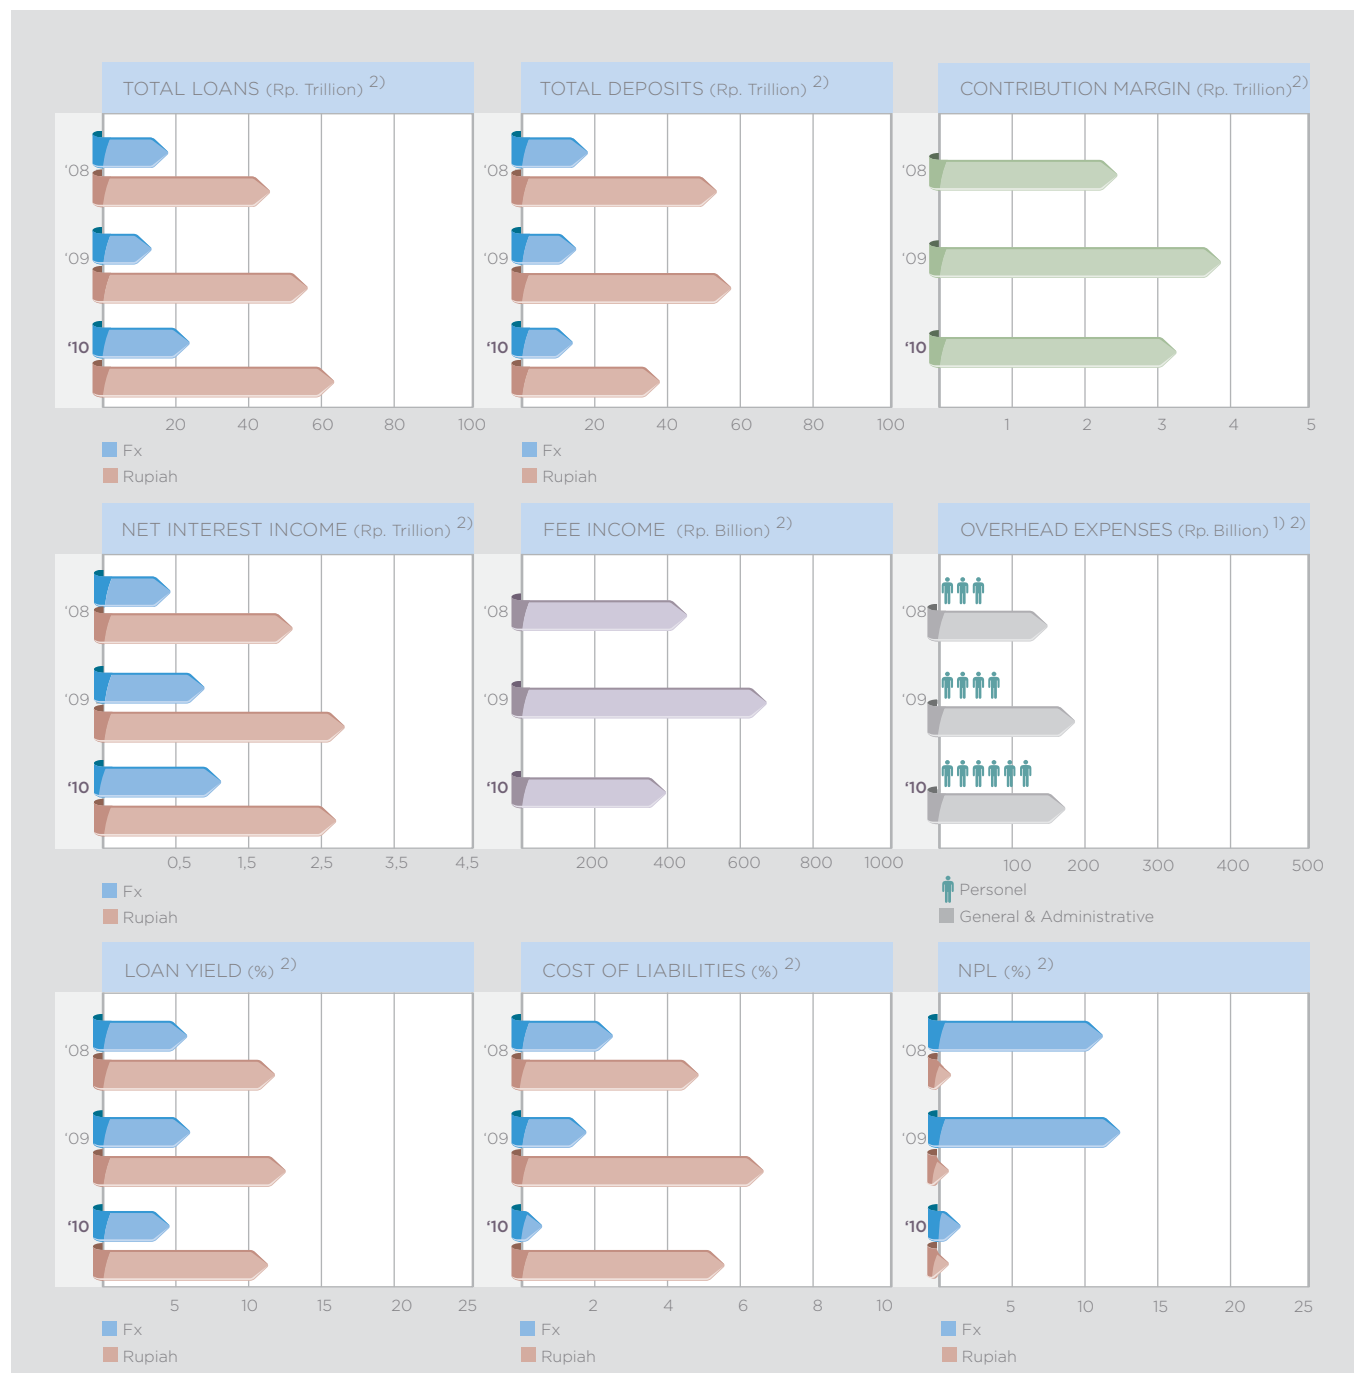 TOTAL LOANS (Rp. Trillion) 2)
‘08
‘09
‘10
20 40 60 80 100
Fx
Rupiah
TOTAL DEPOSITS (Rp. Trillion) 2)
‘08
‘09
‘10
20 40 60 80 100
Fx
Rupiah
CONTRIBUTION MARGIN (Rp. Trillion)2)
‘08
‘09
‘10
1 2 3 4 5
NET INTEREST INCOME (Rp. Trillion) 2)
‘08
‘09
‘10
0,5 1,5 2,5 3,5 4,5
Fx
Rupiah
FEE INCOME (Rp. Billion) 2)
‘08
‘09
‘10
200 400 600 800 1000
OVERHEAD EXPENSES (Rp. Billion) 1) 2)
‘08
‘09
‘10
100 200 300 400 500
Personel
General & Administrative
LOAN YIELD (%) 2)
‘08
‘09
‘10
5 10 15 20 25
Fx
Rupiah
COST OF LIABILITIES (%) 2)
‘08
‘09
‘10
2 4 6 8 10
Fx
Rupiah
NPL (%) 2)
‘08
‘09
‘10
5 10 15 20 25
Fx
Rupiah